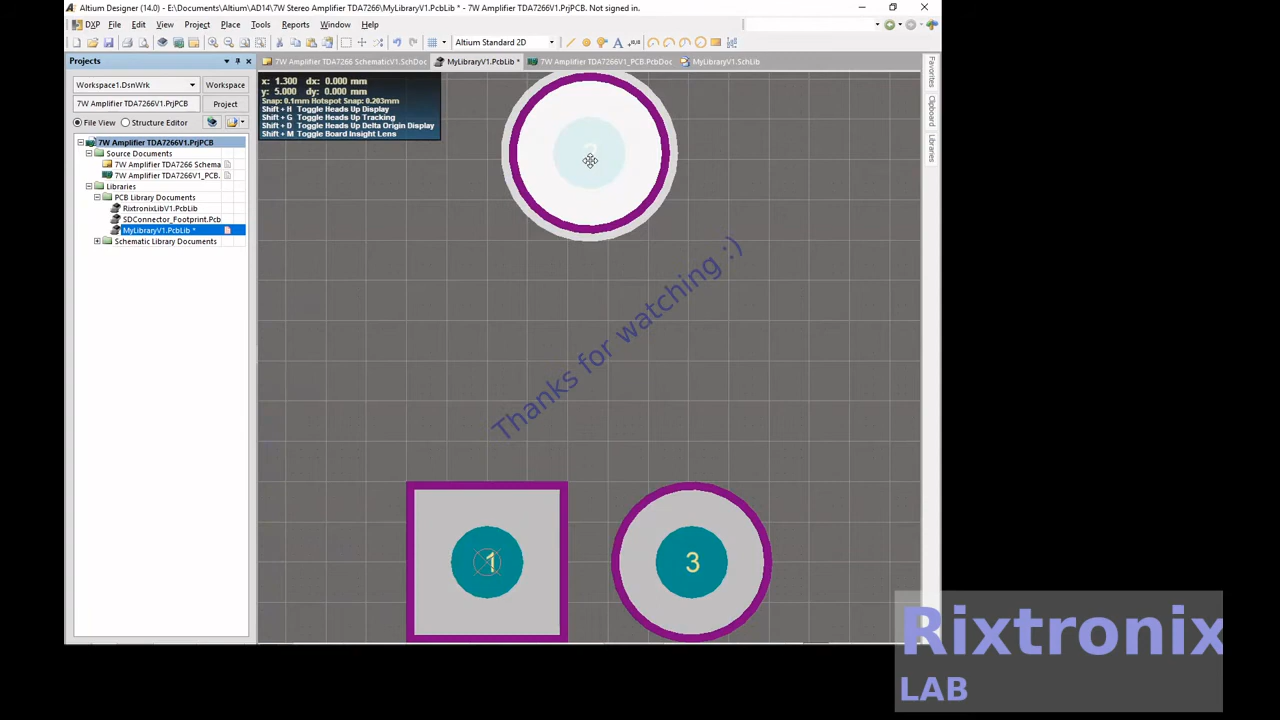 Altium Designer (14.0) - E:\Documents\Altium\AD14\7W Stereo Amplifier TDA7266\MyLibraryV1.PcbLib * - 7W Amplifier TDA7266V1.PrjPCB. Not signed in.
DXP File Edit View Project Place Tools Reports Window Help
Altium Standard 2D
Projects
7W Amplifier TDA7266 SchematicV1.SchDoc MyLibraryV1.PcbLib * 7W Amplifier TDA7266V1_PCB.PcbDoc MyLibraryV1.SchLib
Workspace1.DsnWrk Workspace
7W Amplifier TDA7266V1.PrjPCB Project
File View Structure Editor
7W Amplifier TDA7266V1.PrjPCB
Source Documents
7W Amplifier TDA7266 Schema
7W Amplifier TDA7266V1_PCB.
Libraries
PCB Library Documents
RixtronixLibV1.PcbLib
SDConnector_Footprint.Pcb
MyLibraryV1.PcbLib *
Schematic Library Documents
x: 1.300 dx: 0.000 mm
y: 5.000 dy: 0.000 mm
Snap: 0.1mm Hotspot Snap: 0.203mm
Shift + H Toggle Heads Up Display
Shift + G Toggle Heads Up Tracking
Shift + D Toggle Heads Up Delta Origin Display
Shift + M Toggle Board Insight Lens
Thanks for watching :)
1
3
Favorites
Clipboard
Libraries
Rixtronix
LAB